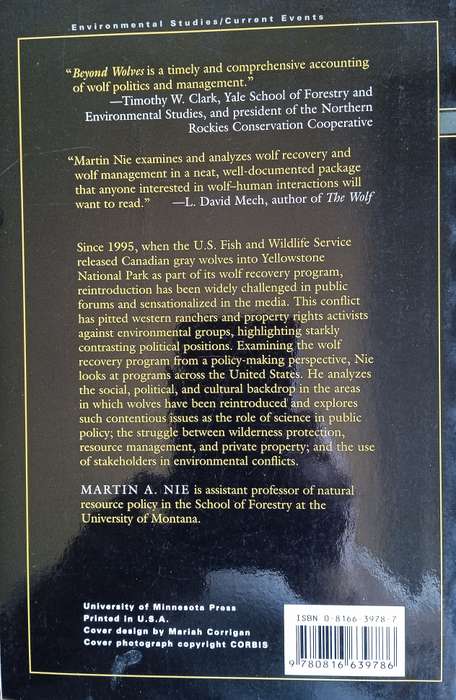 Environmental Studies/Current Events
“Beyond Wolves is a timely and comprehensive accounting
of wolf politics and management.”
—Timothy W. Clark, Yale School of Forestry and
Environmental Studies, and president of the Northern
Rockies Conservation Cooperative
“Martin Nie examines and analyzes wolf recovery and
wolf management in a neat, well-documented package
that anyone interested in wolf–human interactions will
want to read.” —L. David Mech, author of The Wolf
Since 1995, when the U.S. Fish and Wildlife Service
released Canadian gray wolves into Yellowstone
National Park as part of its wolf recovery program,
reintroduction has been widely challenged in public
forums and sensationalized in the media. This conflict
has pitted western ranchers and property rights activists
against environmental groups, highlighting starkly
contrasting political positions. Examining the wolf
recovery program from a policy-making perspective, Nie
looks at programs across the United States. He analyzes
the social, political, and cultural backdrop in the areas
in which wolves have been reintroduced and explores
such contentious issues as the role of science in public
policy; the struggle between wilderness protection,
resource management, and private property; and the use
of stakeholders in environmental conflicts.
MARTIN A. NIE is assistant professor of natural
resource policy in the School of Forestry at the
University of Montana.
University of Minnesota Press
Printed in U.S.A.
Cover design by Mariah Corrigan
Cover photograph copyright CORBIS
ISBN 0-8166-3978-7
9 780816 639786